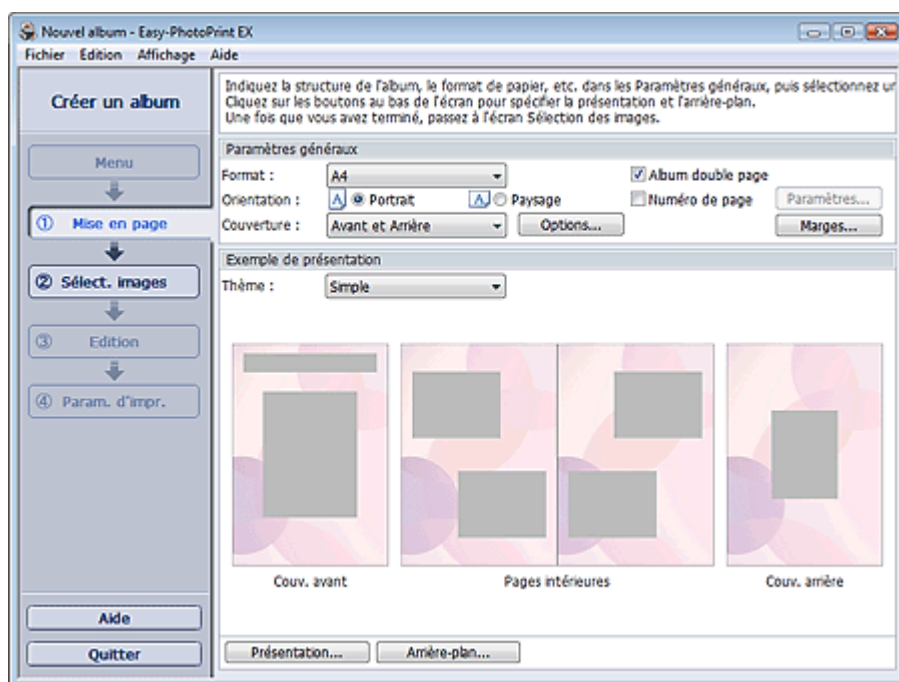 Nouvel album - Easy-PhotoPrint EX
Fichier Edition Affichage Aide
Créer un album
Menu
① Mise en page
② Sélect. images
③ Edition
④ Param. d'impr.
Aide
Quitter
Indiquez la structure de l'album, le format de papier, etc. dans les Paramètres généraux, puis sélectionnez un
Cliquez sur les boutons au bas de l'écran pour spécifier la présentation et l'arrière-plan.
Une fois que vous avez terminé, passez à l'écran Sélection des images.
Paramètres généraux
Format : A4 Album double page
Orientation : A Portrait A Paysage Numéro de page Paramètres...
Couverture : Avant et Arrière Options... Marges...
Exemple de présentation
Thème : Simple
Couv. avant Pages intérieures Couv. arrière
Présentation... Arrière-plan...